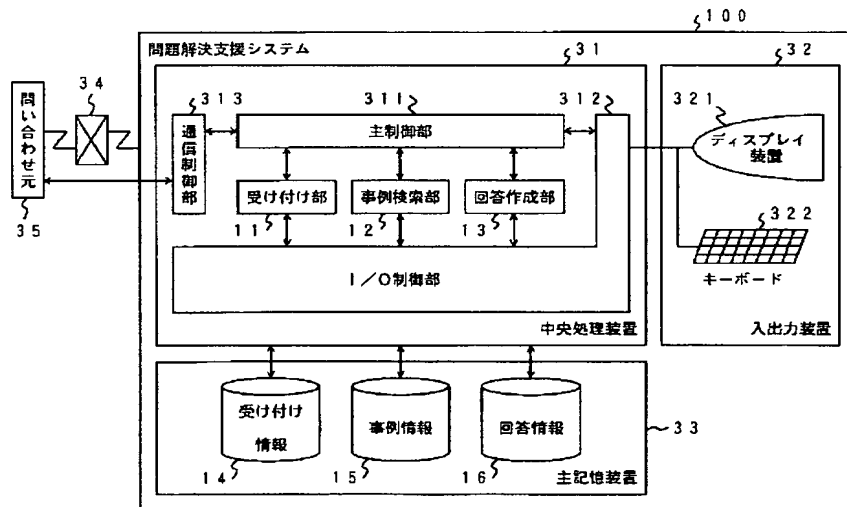 １００
問題解決支援システム
３１
３２
３４
３１３
３１１
３１２
３２１
問い合わせ元
通信制御部
主制御部
ディスプレイ
装置
受け付け部
事例検索部
回答作成部
３５
１１
１２
１３
３２２
Ｉ／Ｏ制御部
キーボード
中央処理装置
入出力装置
受け付け
情報
事例情報
回答情報
３３
１４
１５
１６
主記憶装置